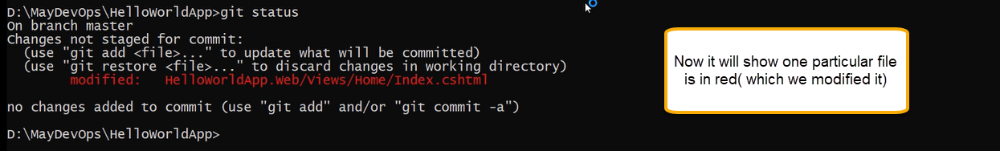 D:\MayDevOps\HelloWorldApp>git status
On branch master
Changes not staged for commit:
  (use "git add <file>..." to update what will be committed)
  (use "git restore <file>..." to discard changes in working directory)
        modified:   HelloWorldApp.Web/Views/Home/Index.cshtml
no changes added to commit (use "git add" and/or "git commit -a")
D:\MayDevOps\HelloWorldApp>
Now it will show one particular file
is in red( which we modified it)